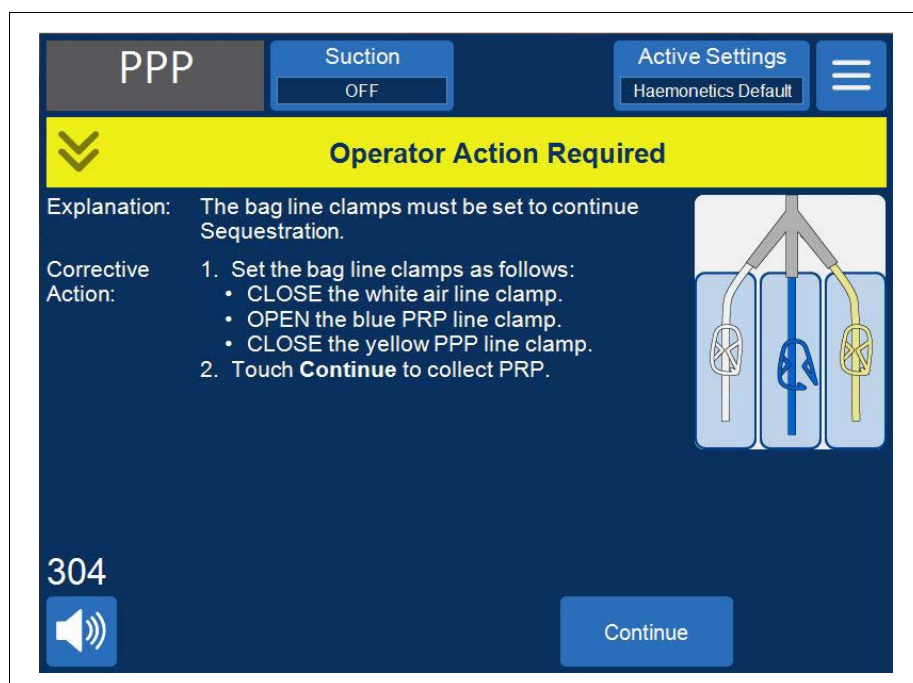 PPP
Suction
OFF
Active Settings
Haemonetics Default
Operator Action Required
Explanation:
The bag line clamps must be set to continue
Sequestration.
Corrective
Action:
1. Set the bag line clamps as follows:
• CLOSE the white air line clamp.
• OPEN the blue PRP line clamp.
• CLOSE the yellow PPP line clamp.
2. Touch Continue to collect PRP.
304
Continue